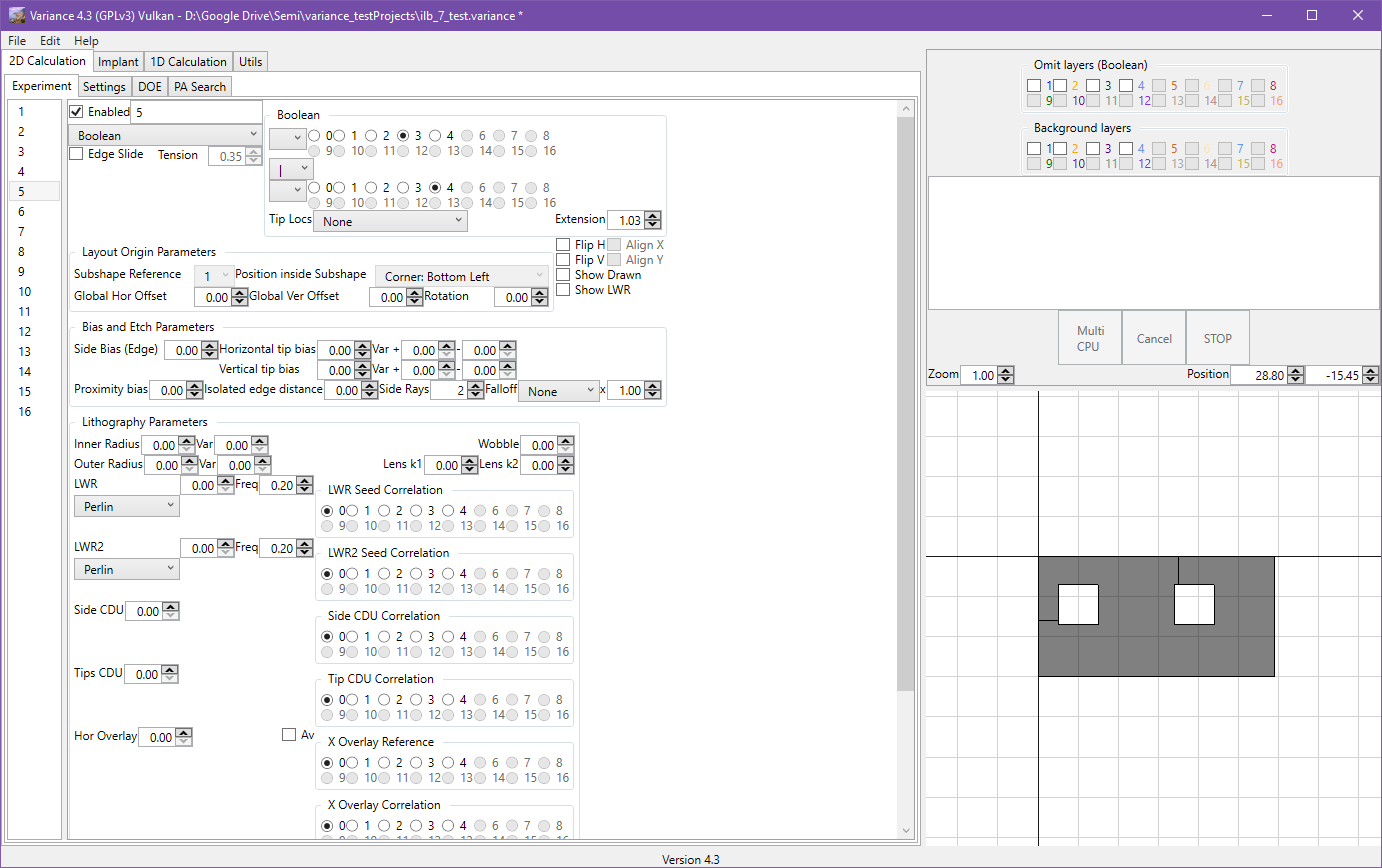 Variance 4.3 (GPLv3) Vulkan - D:\Google Drive\Semi\variance_testProjects\ilb_7_test.variance *
File Edit Help
2D Calculation Implant 1D Calculation Utils
Experiment Settings DOE PA Search
1
2
3
4
5
6
7
8
9
10
11
12
13
14
15
16
Enabled 5
Boolean
Edge Slide Tension 0.35
Boolean
0 1 2 3 4 6 7 8
9 10 11 12 13 14 15 16
|
0 1 2 3 4 6 7 8
9 10 11 12 13 14 15 16
Tip Locs None Extension 1.03
Layout Origin Parameters
Subshape Reference 1 Position inside Subshape Corner: Bottom Left
Global Hor Offset 0.00 Global Ver Offset 0.00 Rotation 0.00
Flip H Align X
Flip V Align Y
Show Drawn
Show LWR
Bias and Etch Parameters
Side Bias (Edge) 0.00 Horizontal tip bias 0.00 Var + 0.00 - 0.00
Vertical tip bias 0.00 Var + 0.00 - 0.00
Proximity bias 0.00 Isolated edge distance 0.00 Side Rays 2 Falloff None x 1.00
Lithography Parameters
Inner Radius 0.00 Var 0.00 Wobble 0.00
Outer Radius 0.00 Var 0.00 Lens k1 0.00 Lens k2 0.00
LWR 0.00 Freq 0.20
Perlin
LWR Seed Correlation
0 1 2 3 4 6 7 8
9 10 11 12 13 14 15 16
LWR2 0.00 Freq 0.20
Perlin
LWR2 Seed Correlation
0 1 2 3 4 6 7 8
9 10 11 12 13 14 15 16
Side CDU 0.00
Side CDU Correlation
0 1 2 3 4 6 7 8
9 10 11 12 13 14 15 16
Tips CDU 0.00
Tip CDU Correlation
0 1 2 3 4 6 7 8
9 10 11 12 13 14 15 16
Hor Overlay 0.00 Av
X Overlay Reference
0 1 2 3 4 6 7 8
9 10 11 12 13 14 15 16
X Overlay Correlation
0 1 2 3 4 6 7 8
Omit layers (Boolean)
1 2 3 4 5 6 7 8
9 10 11 12 13 14 15 16
Background layers
1 2 3 4 5 6 7 8
9 10 11 12 13 14 15 16
Multi
CPU
Cancel STOP
Zoom 1.00 Position 28.80 -15.45
Version 4.3